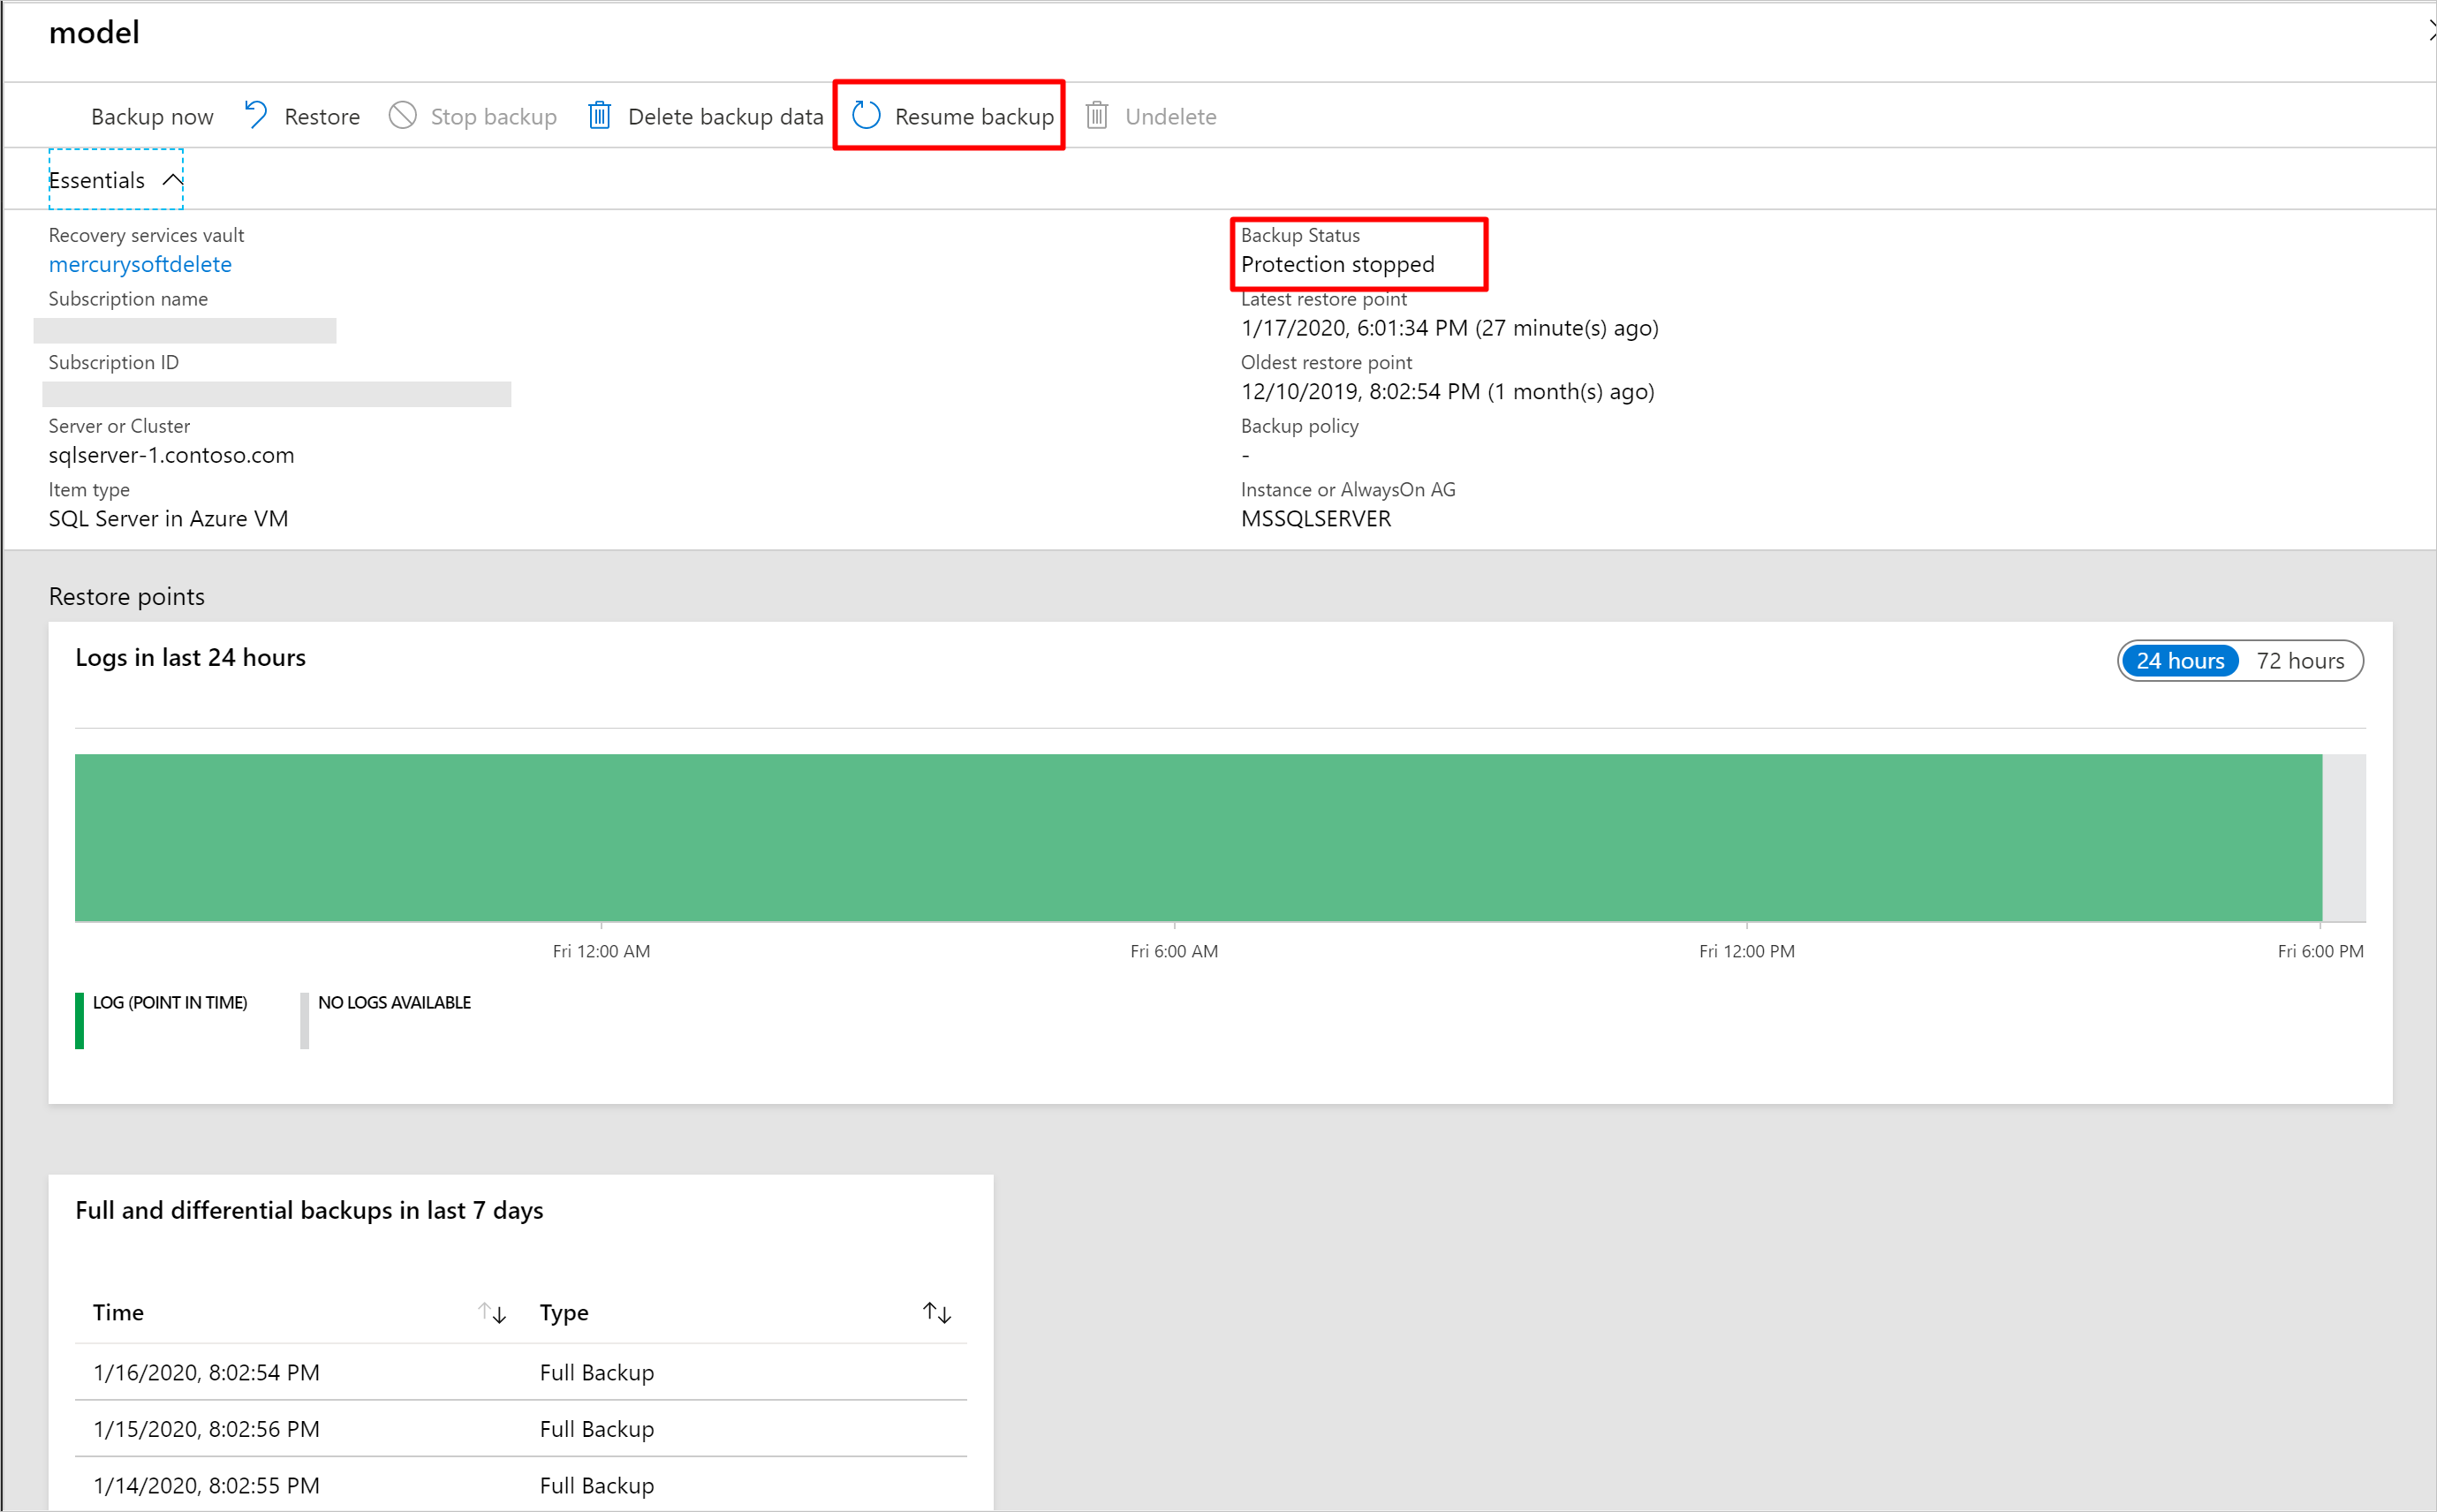 model
Backup now Restore Stop backup Delete backup data Resume backup Undelete
Essentials
Recovery services vault
mercurysoftdelete
Subscription name
Subscription ID
Server or Cluster
sqlserver-1.contoso.com
Item type
SQL Server in Azure VM
Backup Status
Protection stopped
Latest restore point
1/17/2020, 6:01:34 PM (27 minute(s) ago)
Oldest restore point
12/10/2019, 8:02:54 PM (1 month(s) ago)
Backup policy
-
Instance or AlwaysOn AG
MSSQLSERVER
Restore points
Logs in last 24 hours
24 hours 72 hours
Fri 12:00 AM Fri 6:00 AM Fri 12:00 PM Fri 6:00 PM
LOG (POINT IN TIME) NO LOGS AVAILABLE
Full and differential backups in last 7 days
Time Type
1/16/2020, 8:02:54 PM Full Backup
1/15/2020, 8:02:56 PM Full Backup
1/14/2020, 8:02:55 PM Full Backup